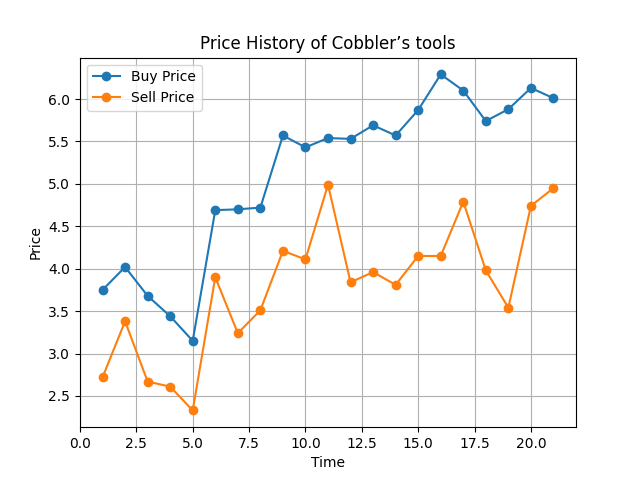 Price History of Cobbler’s tools
Buy Price
Sell Price
6.0
5.5
5.0
4.5
4.0
3.5
3.0
2.5
Price
0.0 2.5 5.0 7.5 10.0 12.5 15.0 17.5 20.0
Time